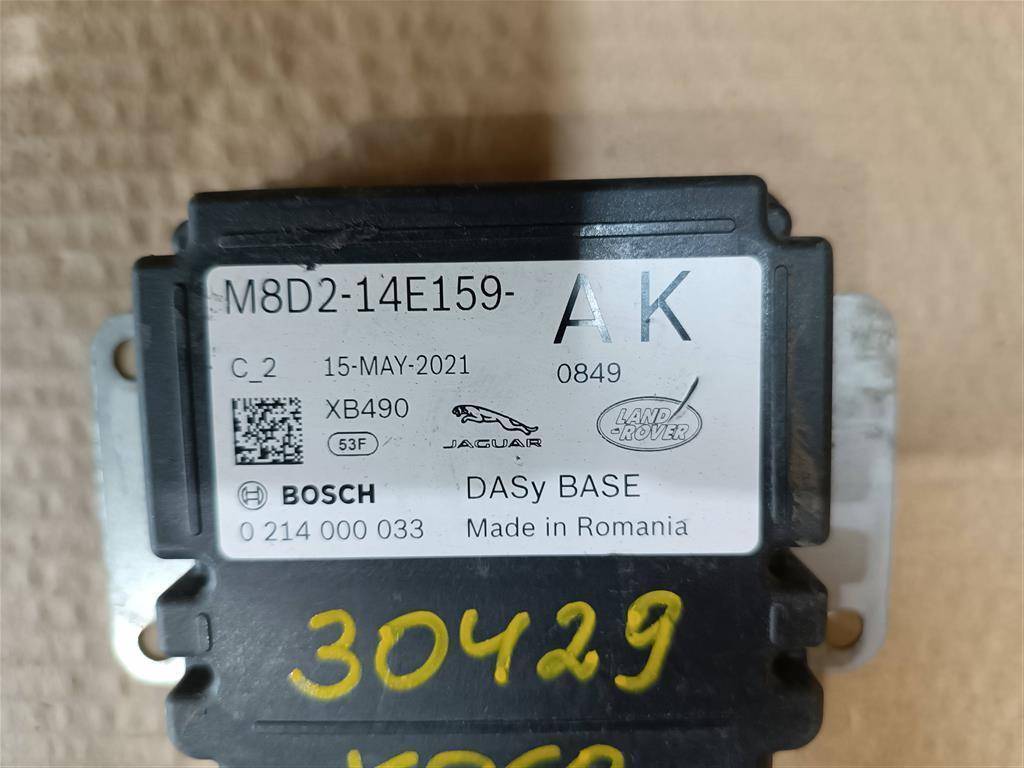 M8D2-14E159- AK
C_2 15-MAY-2021 0849
XB490
53F
JAGUAR
LAND
-ROVER
BOSCH DASy BASE
0 214 000 033 Made in Romania
30429